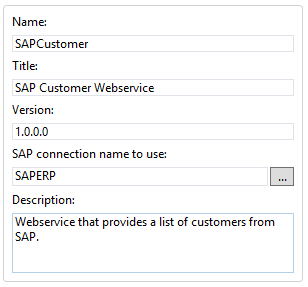 Name:
SAPCustomer
Title:
SAP Customer Webservice
Version:
1.0.0.0
SAP connection name to use:
SAPERP
...
Description:
Webservice that provides a list of customers from
SAP.